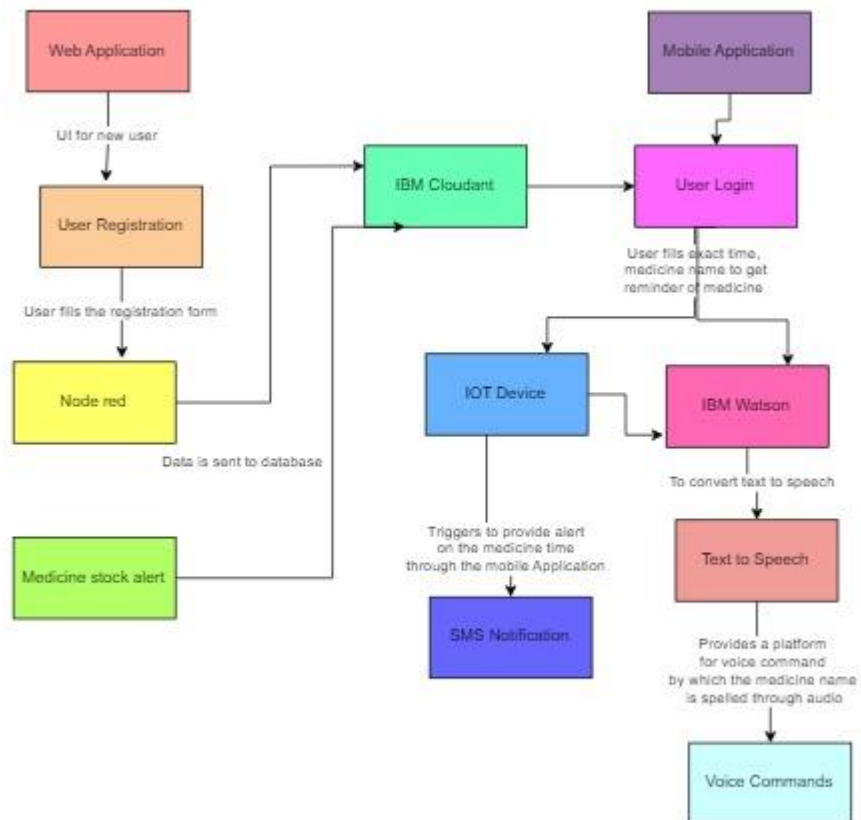 Web Application
Mobile Application
UI for new user
IBM Cloudant
User Login
User Registration
User fills exact time,
medicine name to get
reminder of medicine
User fills the registration form
Node red
IOT Device
IBM Watson
Data is sent to database
To convert text to speech
Triggers to provide alert
on the medicine time
through the mobile Application
Medicine stock alert
Text to Speech
SMS Notification
Provides a platform
for voice command
by which the medicine name
is spelled through audio
Voice Commands